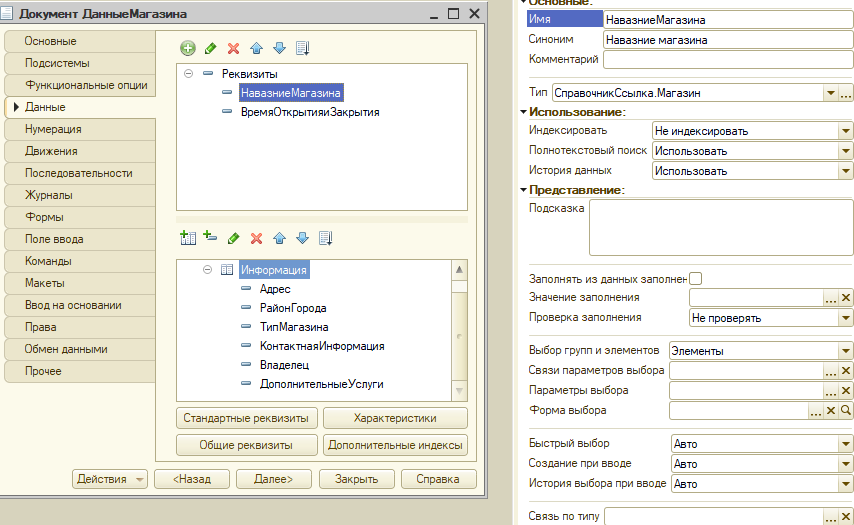 Документ ДанныеМагазина
Основные
Подсистемы
Функциональные опции
Данные
Нумерация
Движения
Последовательности
Журналы
Формы
Поле ввода
Команды
Макеты
Ввод на основании
Права
Обмен данными
Прочее
Реквизиты
НавазниеМагазина
ВремяОткрытияиЗакрытия
Информация
Адрес
РайонГорода
ТипМагазина
КонтактнаяИнформация
Владелец
ДополнительныеУслуги
Стандартные реквизиты
Характеристики
Общие реквизиты
Дополнительные индексы
Действия
<Назад
Далее>
Закрыть
Справка
Основные:
Имя НавазниеМагазина
Синоним Навазние магазина
Комментарий
Тип СправочникСсылка.Магазин ...
Использование:
Индексировать Не индексировать
Полнотекстовый поиск Использовать
История данных Использовать
Представление:
Подсказка
Заполнять из данных заполнен
Значение заполнения ...
Проверка заполнения Не проверять
Выбор групп и элементов Элементы
Связи параметров выбора ...
Параметры выбора ...
Форма выбора ...
Быстрый выбор Авто
Создание при вводе Авто
История выбора при вводе Авто
Связь по типу ...